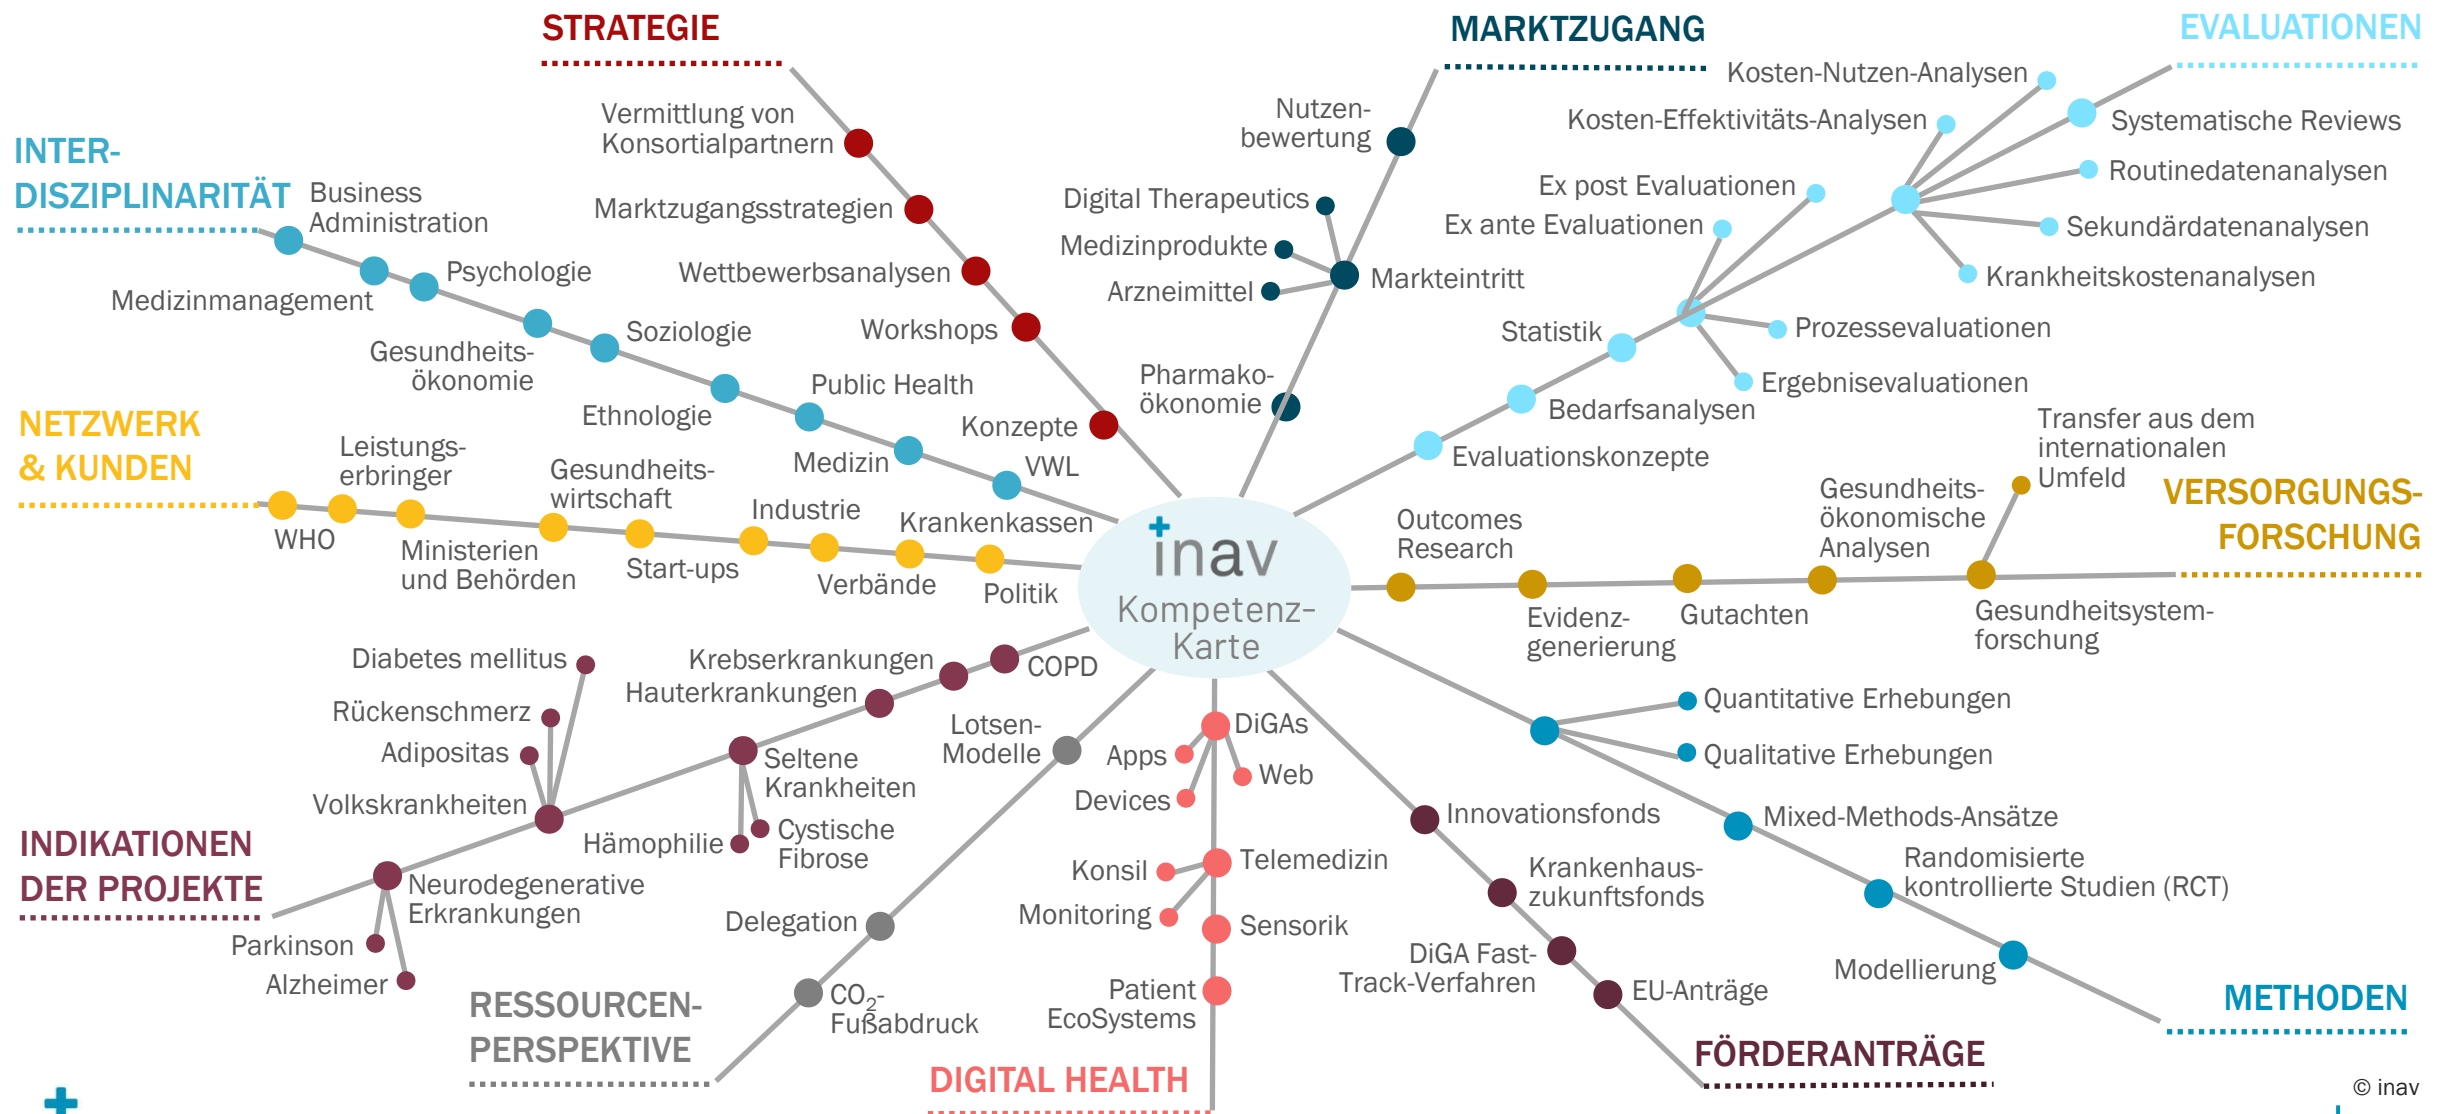 STRATEGIE
Vermittlung von
Konsortialpartnern
Marktzugangsstrategien
Wettbewerbsanalysen
Workshops
Konzepte
MARKTZUGANG
Nutzen-
bewertung
Digital Therapeutics
Medizinprodukte
Arzneimittel
Markteintritt
Pharmako-
ökonomie
EVALUATIONEN
Kosten-Nutzen-Analysen
Kosten-Effektivitäts-Analysen
Systematische Reviews
Routinedatenanalysen
Sekundärdatenanalysen
Krankheitskostenanalysen
Ex post Evaluationen
Ex ante Evaluationen
Prozessevaluationen
Ergebnisevaluationen
Statistik
Bedarfsanalysen
Evaluationskonzepte
INTER-
DISZIPLINARITÄT
Business
Administration
Medizinmanagement
Psychologie
Gesundheits-
ökonomie
Soziologie
Ethnologie
Public Health
Medizin
VWL
NETZWERK
& KUNDEN
WHO
Leistungs-
erbringer
Ministerien
und Behörden
Gesundheits-
wirtschaft
Start-ups
Industrie
Verbände
Krankenkassen
Politik
inav
Kompetenz-
Karte
VERSORGUNGS-
FORSCHUNG
Outcomes
Research
Evidenz-
generierung
Gutachten
Gesundheits-
ökonomische
Analysen
Transfer aus dem
internationalen
Umfeld
Gesundheitsystem-
forschung
INDIKATIONEN
DER PROJEKTE
COPD
Krebserkrankungen
Hauterkrankungen
Seltene
Krankheiten
Hämophilie
Cystische
Fibrose
Diabetes mellitus
Rückenschmerz
Adipositas
Volkskrankheiten
Neurodegenerative
Erkrankungen
Parkinson
Alzheimer
RESSOURCEN-
PERSPEKTIVE
Lotsen-
Modelle
Delegation
CO₂-
Fußabdruck
DIGITAL HEALTH
DiGAs
Apps
Web
Devices
Telemedizin
Konsil
Monitoring
Sensorik
Patient
EcoSystems
FÖRDERANTRÄGE
Innovationsfonds
Krankenhaus-
zukunftsfonds
DiGA Fast-
Track-Verfahren
EU-Anträge
METHODEN
Quantitative Erhebungen
Qualitative Erhebungen
Mixed-Methods-Ansätze
Randomisierte
kontrollierte Studien (RCT)
Modellierung
© inav